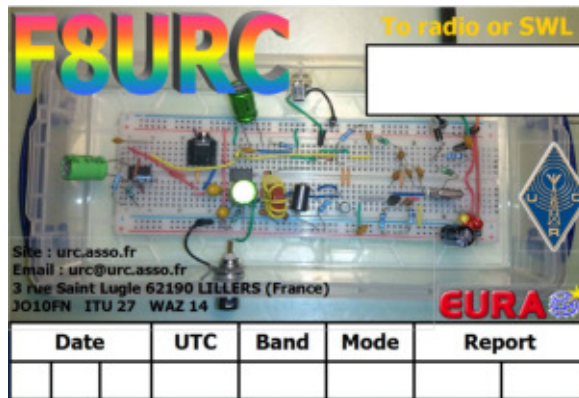 F8URC
To radio or SWL
U R C
Site : urc.asso.fr
Email : urc@urc.asso.fr
3 rue Saint Lugle 62190 LILLERS (France)
JO10FN ITU 27 WAZ 14
EURAO
Date UTC Band Mode Report